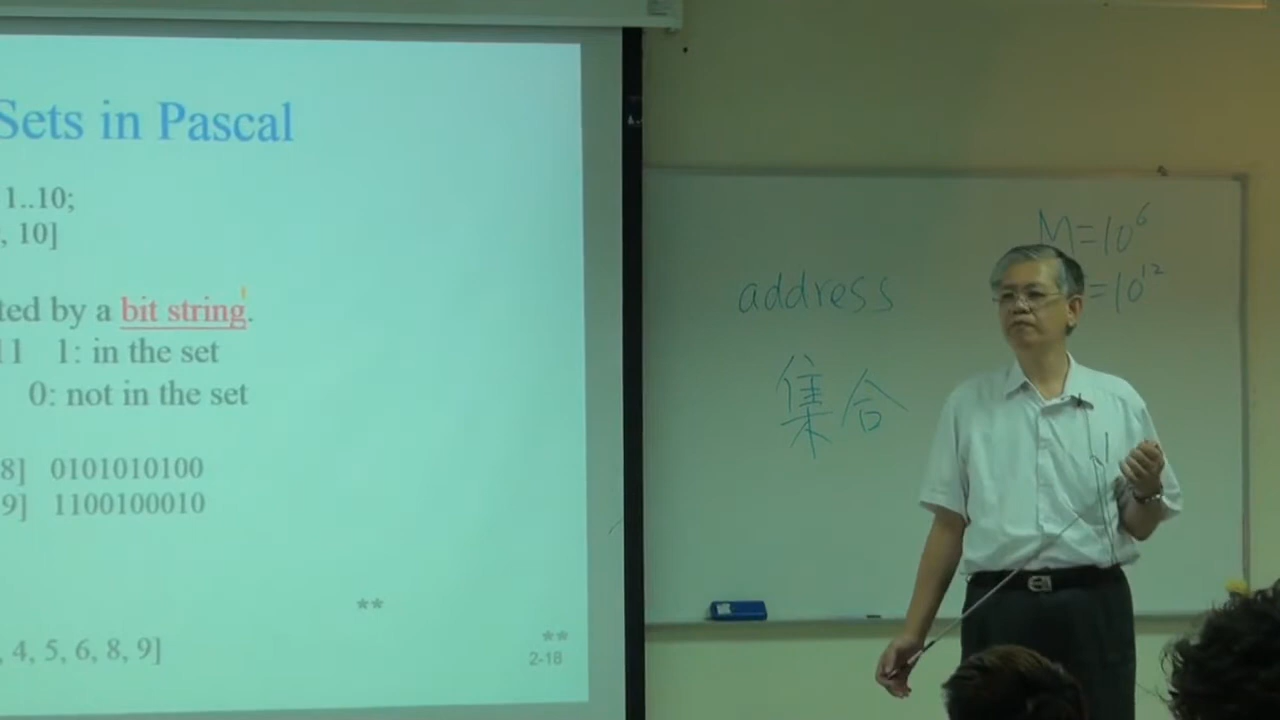 Sets in Pascal
1..10;
, 10]
ted by a bit string.
11 1: in the set
0: not in the set
8] 0101010100
9] 1100100010
**
, 4, 5, 6, 8, 9]
**
2-18
M=10⁶
=10¹²
address
集合